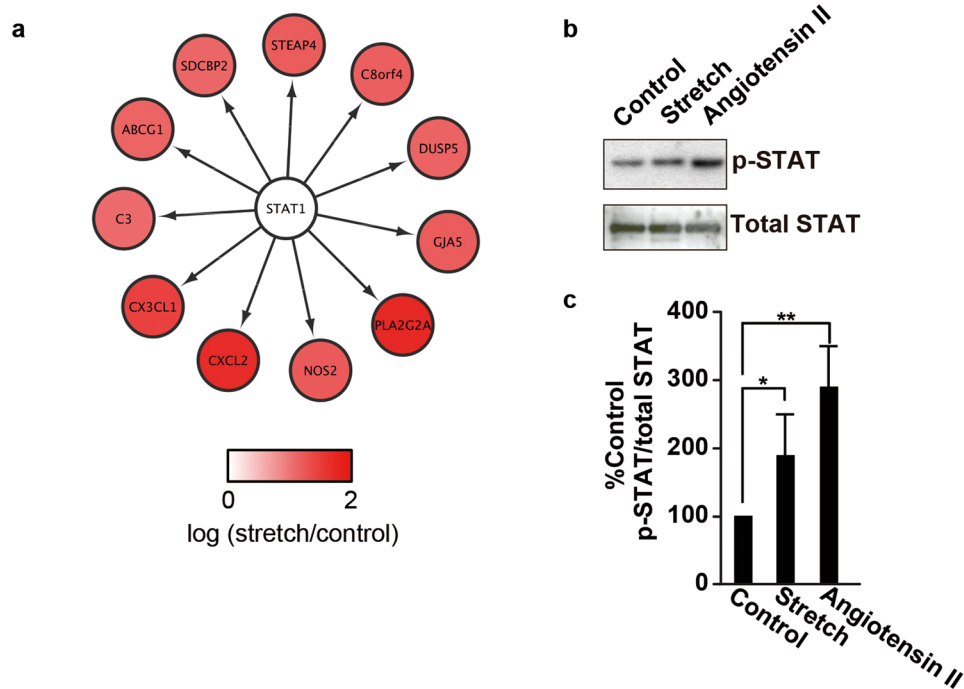 a
STEAP4
SDCBP2
C8orf4
ABCG1
DUSP5
STAT1
C3
GJA5
CX3CL1
PLA2G2A
CXCL2
NOS2
0 2
log (stretch/control)
b
Control
Stretch
Angiotensin II
p-STAT
Total STAT
c
%Control
p-STAT/total STAT
400
300
200
100
0
**
*
Control
Stretch
Angiotensin II